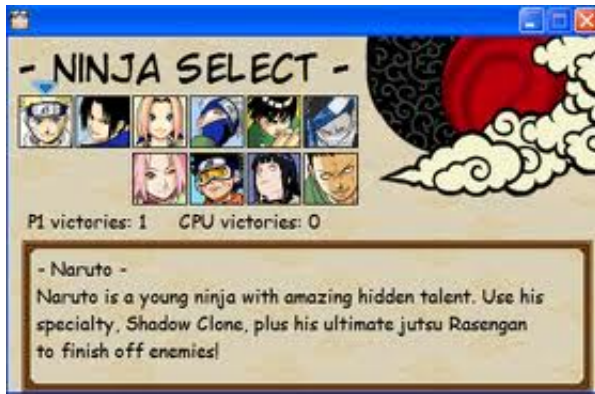 - NINJA SELECT -
P1 victories: 1 CPU victories: 0
- Naruto -
Naruto is a young ninja with amazing hidden talent. Use his
specialty, Shadow Clone, plus his ultimate jutsu Rasengan
to finish off enemies!